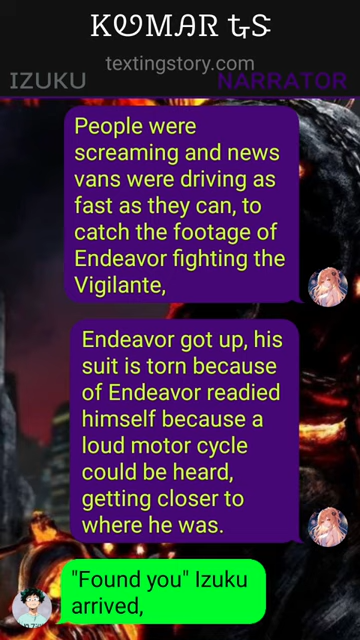 KOMAR TS
textingstory.com
IZUKU
NARRATOR
People were
screaming and news
vans were driving as
fast as they can, to
catch the footage of
Endeavor fighting the
Vigilante,
Endeavor got up, his
suit is torn because
of Endeavor readied
himself because a
loud motor cycle
could be heard,
getting closer to
where he was.
"Found you" Izuku
arrived,